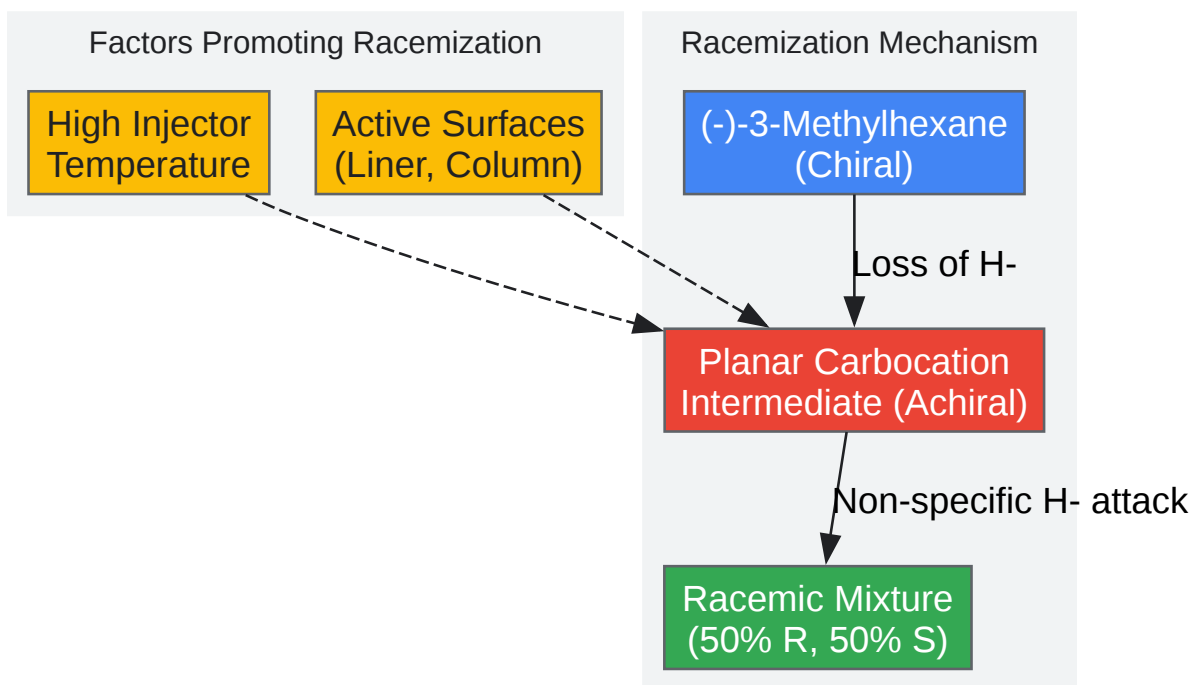 Factors Promoting Racemization
High Injector
Temperature
Active Surfaces
(Liner, Column)
Racemization Mechanism
(-)-3-Methylhexane
(Chiral)
Loss of H-
Planar Carbocation
Intermediate (Achiral)
Non-specific H- attack
Racemic Mixture
(50% R, 50% S)